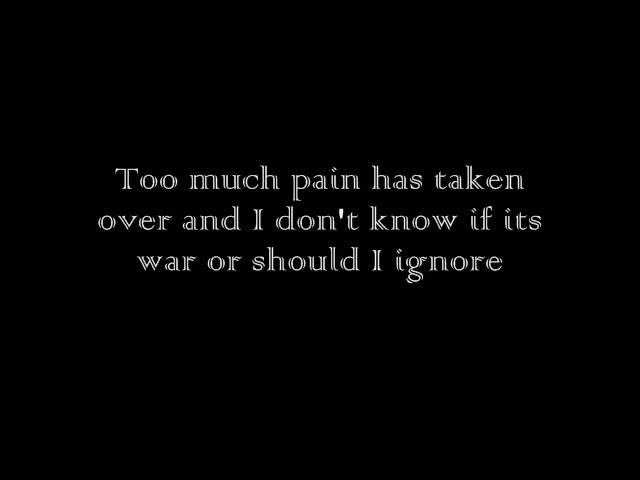 Too much pain has taken
over and I don't know if its
war or should I ignore